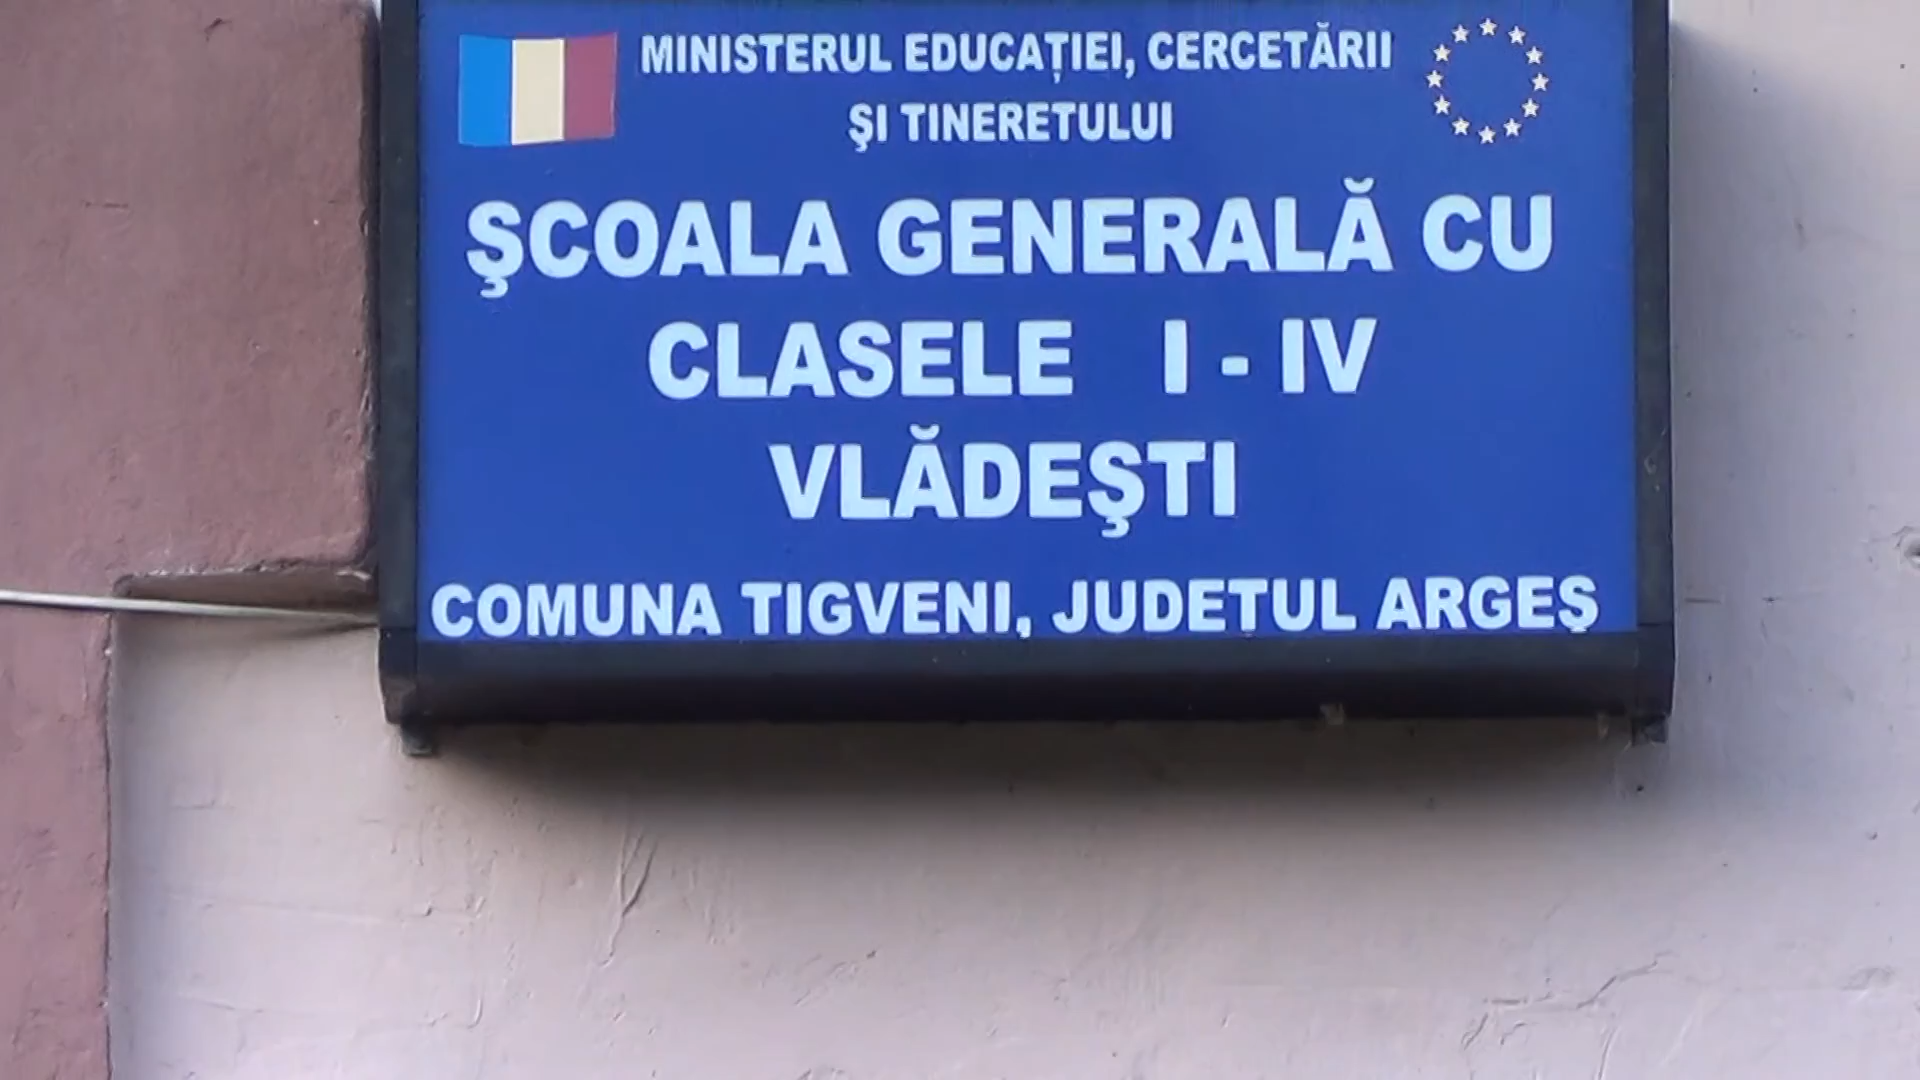 MINISTERUL EDUCAȚIEI, CERCETĂRII
ŞI TINERETULUI
ŞCOALA GENERALĂ CU
CLASELE I - IV
VLĂDEŞTI
COMUNA TIGVENI, JUDETUL ARGEŞ